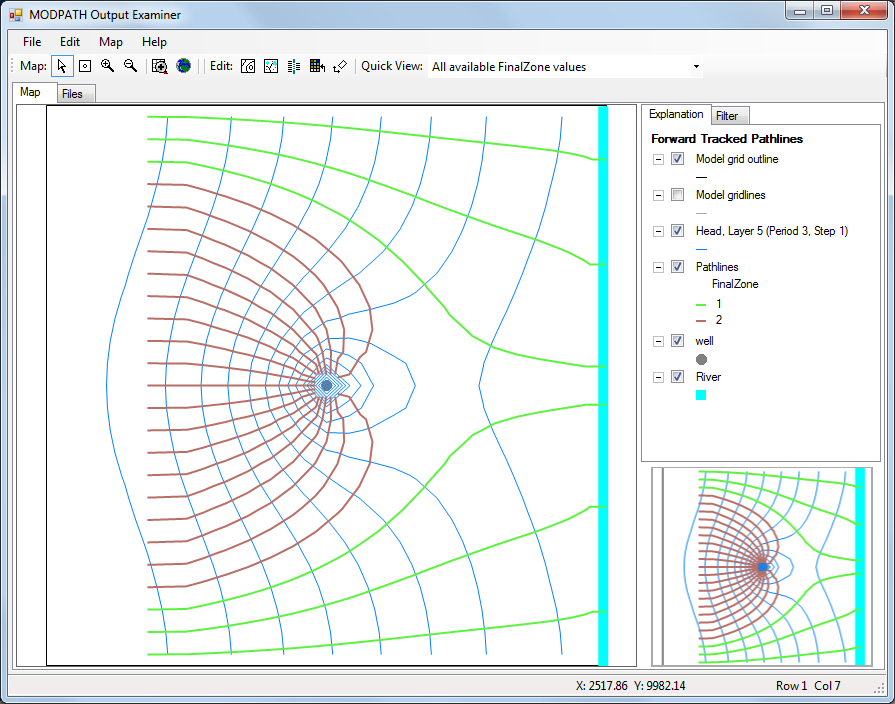 MODPATH Output Examiner
File Edit Map Help
Map: Edit: Quick View: All available FinalZone values
Map Files
Explanation Filter
Forward Tracked Pathlines
Model grid outline
Model gridlines
Head, Layer 5 (Period 3, Step 1)
Pathlines
FinalZone
1
2
well
River
X: 2517.86 Y: 9982.14 Row 1 Col 7